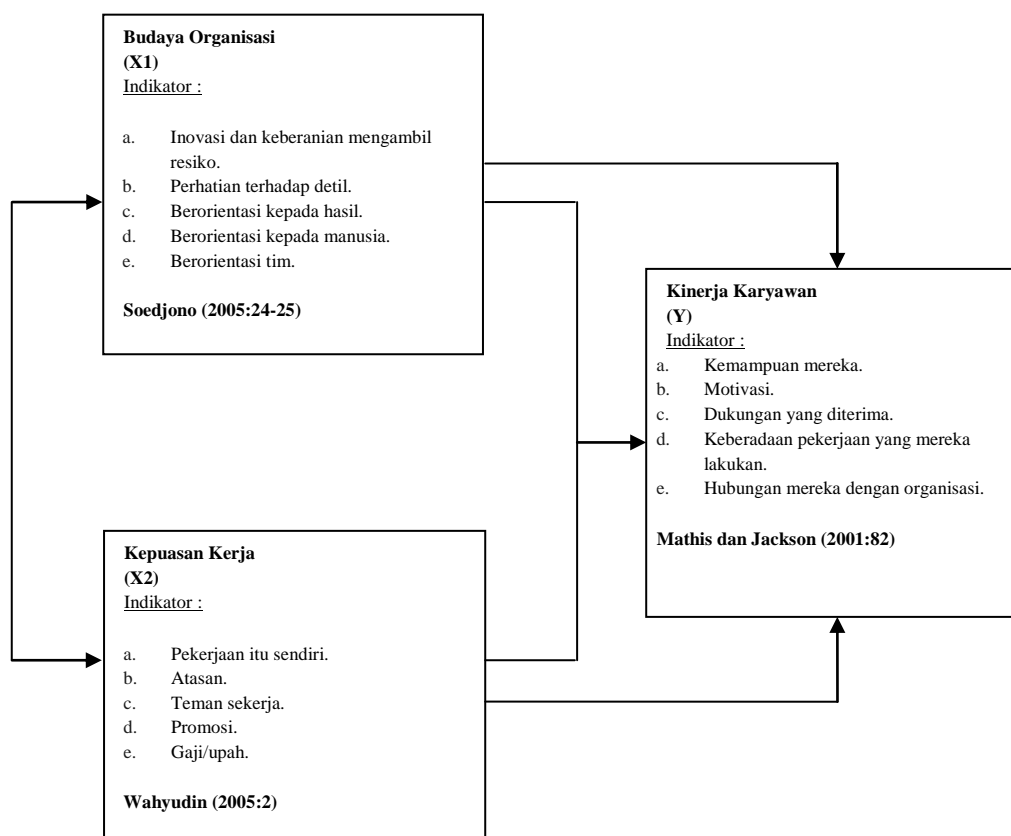 Budaya Organisasi
(X1)
Indikator :
a. Inovasi dan keberanian mengambil
resiko.
b. Perhatian terhadap detil.
c. Berorientasi kepada hasil.
d. Berorientasi kepada manusia.
e. Berorientasi tim.
Soedjono (2005:24-25)
Kinerja Karyawan
(Y)
Indikator :
a. Kemampuan mereka.
b. Motivasi.
c. Dukungan yang diterima.
d. Keberadaan pekerjaan yang mereka
lakukan.
e. Hubungan mereka dengan organisasi.
Mathis dan Jackson (2001:82)
Kepuasan Kerja
(X2)
Indikator :
a. Pekerjaan itu sendiri.
b. Atasan.
c. Teman sekerja.
d. Promosi.
e. Gaji/upah.
Wahyudin (2005:2)